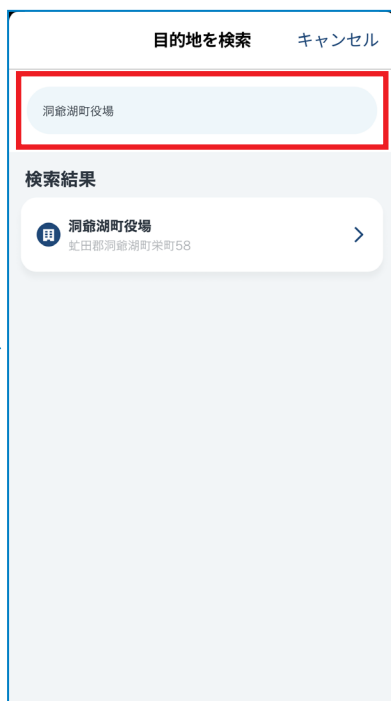 目的地を検索 キャンセル
洞爺湖町役場
検索結果
洞爺湖町役場
虻田郡洞爺湖町栄町58